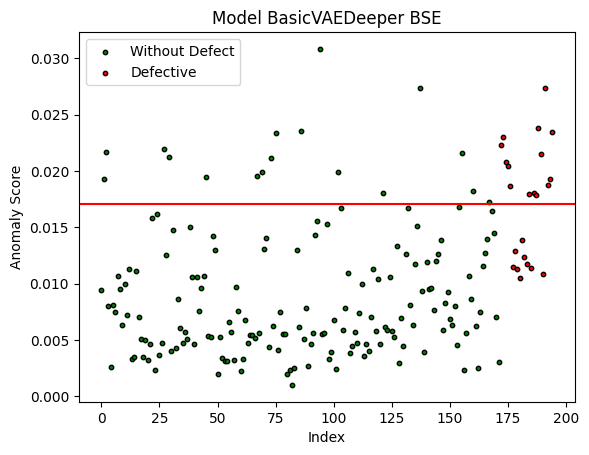 Model BasicVAEDeeper BSE
Without Defect
Defective
Anomaly Score
0.030
0.025
0.020
0.015
0.010
0.005
0.000
0 25 50 75 100 125 150 175 200
Index